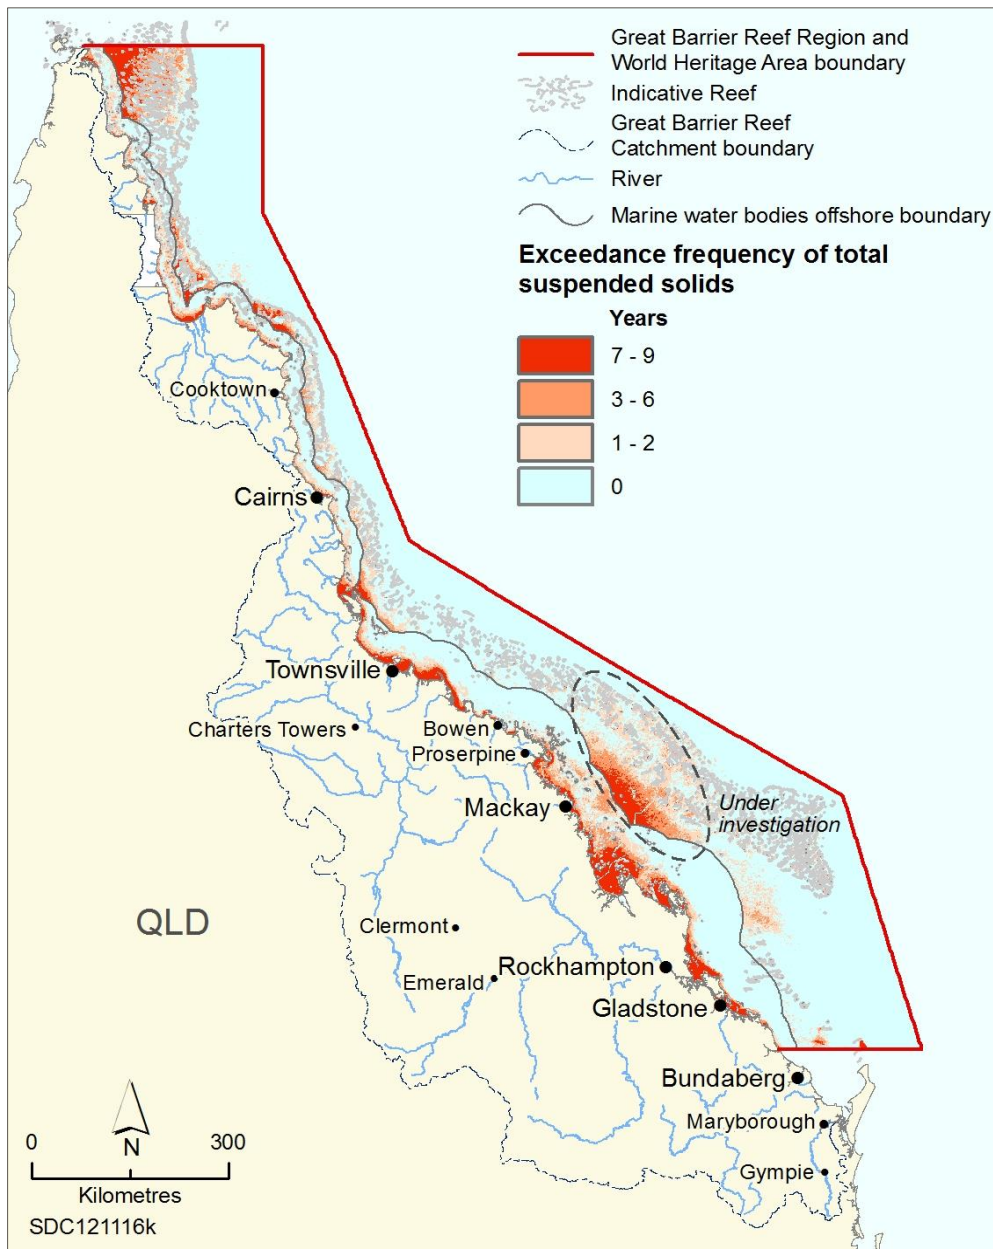 Great Barrier Reef Region and
World Heritage Area boundary
Indicative Reef
Great Barrier Reef
Catchment boundary
River
Marine water bodies offshore boundary
Exceedance frequency of total
suspended solids
Years
7 - 9
3 - 6
1 - 2
0
Cooktown
Cairns
Townsville
Charters Towers
Bowen
Proserpine
Mackay
Under
investigation
QLD
Clermont
Emerald
Rockhampton
Gladstone
Bundaberg
Maryborough
Gympie
0 300
N
Kilometres
SDC121116k